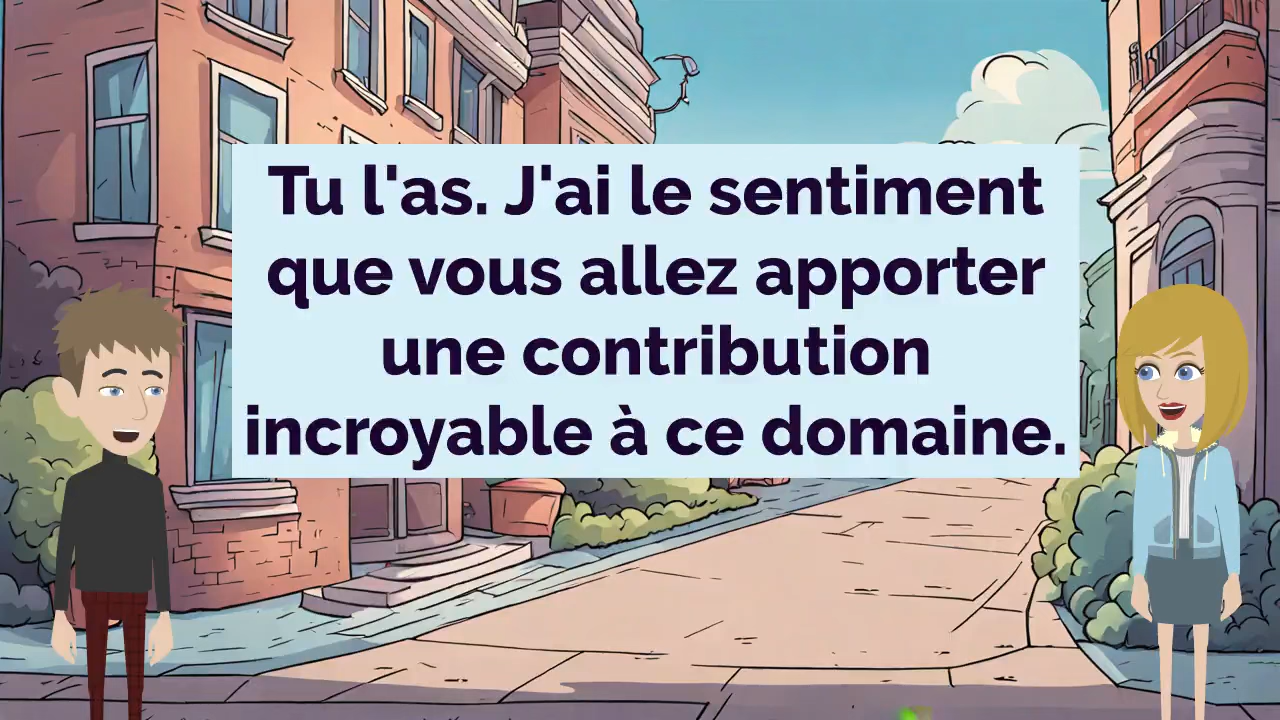 Tu l'as. J'ai le sentiment
que vous allez apporter
une contribution
incroyable à ce domaine.